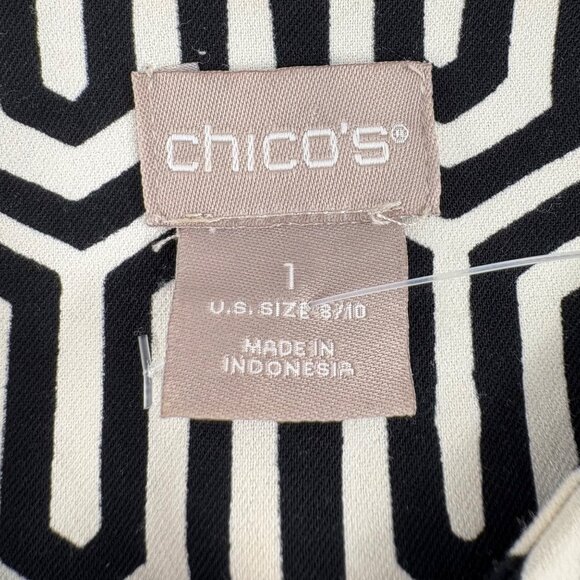 chico's®
1
U.S. SIZE 8/10
MADE IN
INDONESIA